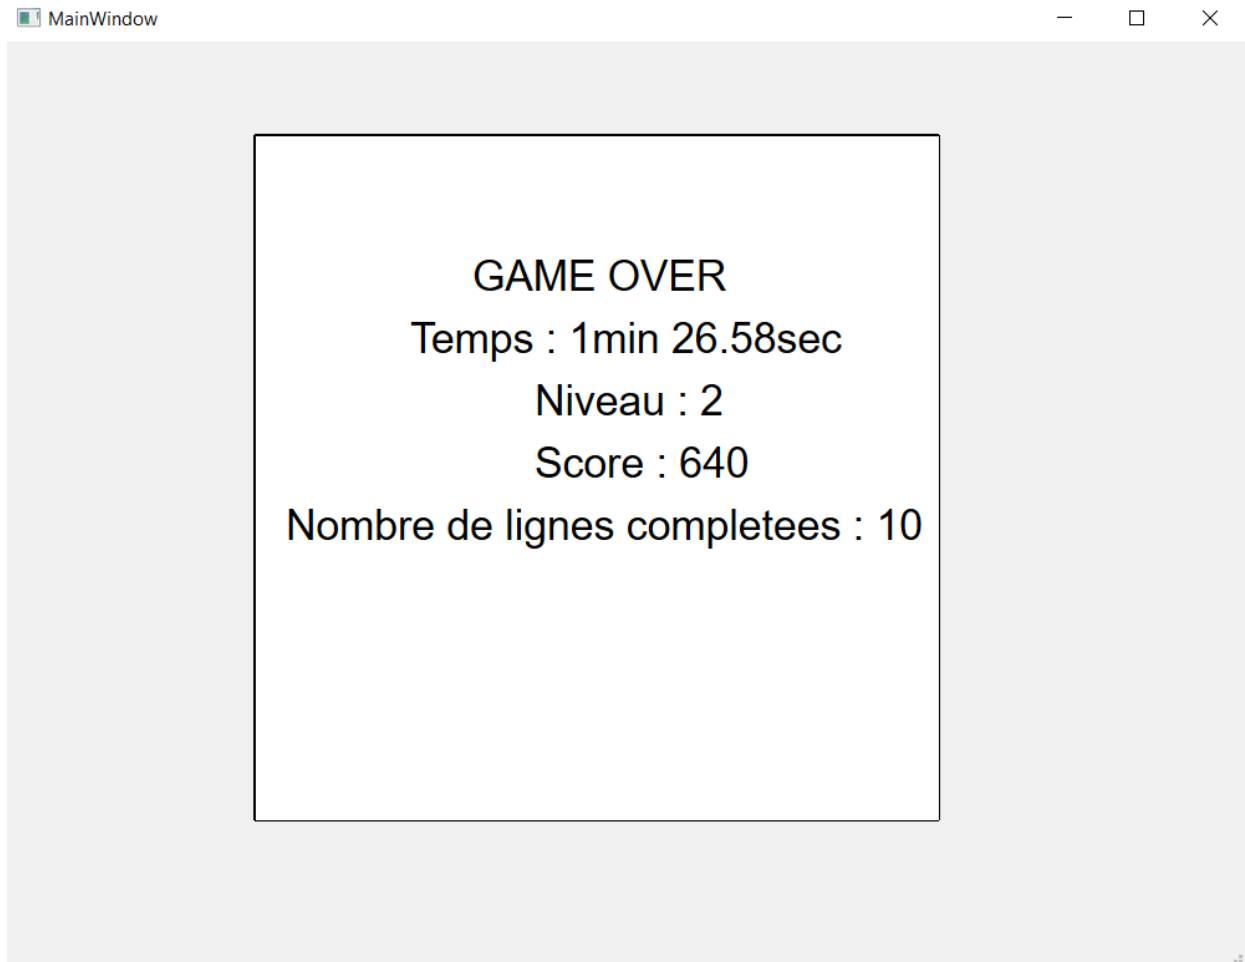 MainWindow
GAME OVER
Temps : 1min 26.58sec
Niveau : 2
Score : 640
Nombre de lignes completees : 10